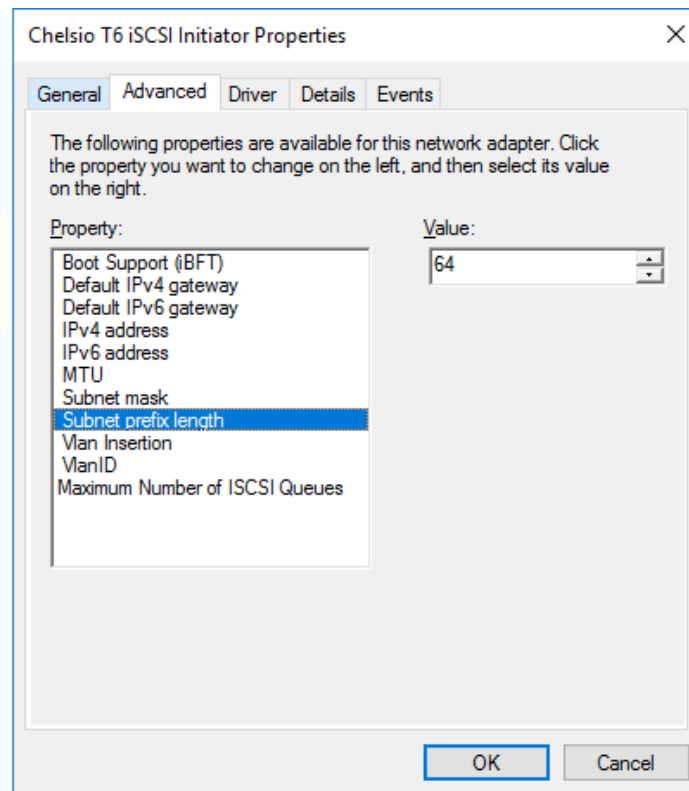 Chelsio T6 iSCSI Initiator Properties
General Advanced Driver Details Events
The following properties are available for this network adapter. Click
the property you want to change on the left, and then select its value
on the right.
Property: Value:
Boot Support (iBFT) 64
Default IPv4 gateway
Default IPv6 gateway
IPv4 address
IPv6 address
MTU
Subnet mask
Subnet prefix length
Vlan Insertion
VlanID
Maximum Number of ISCSI Queues
OK Cancel